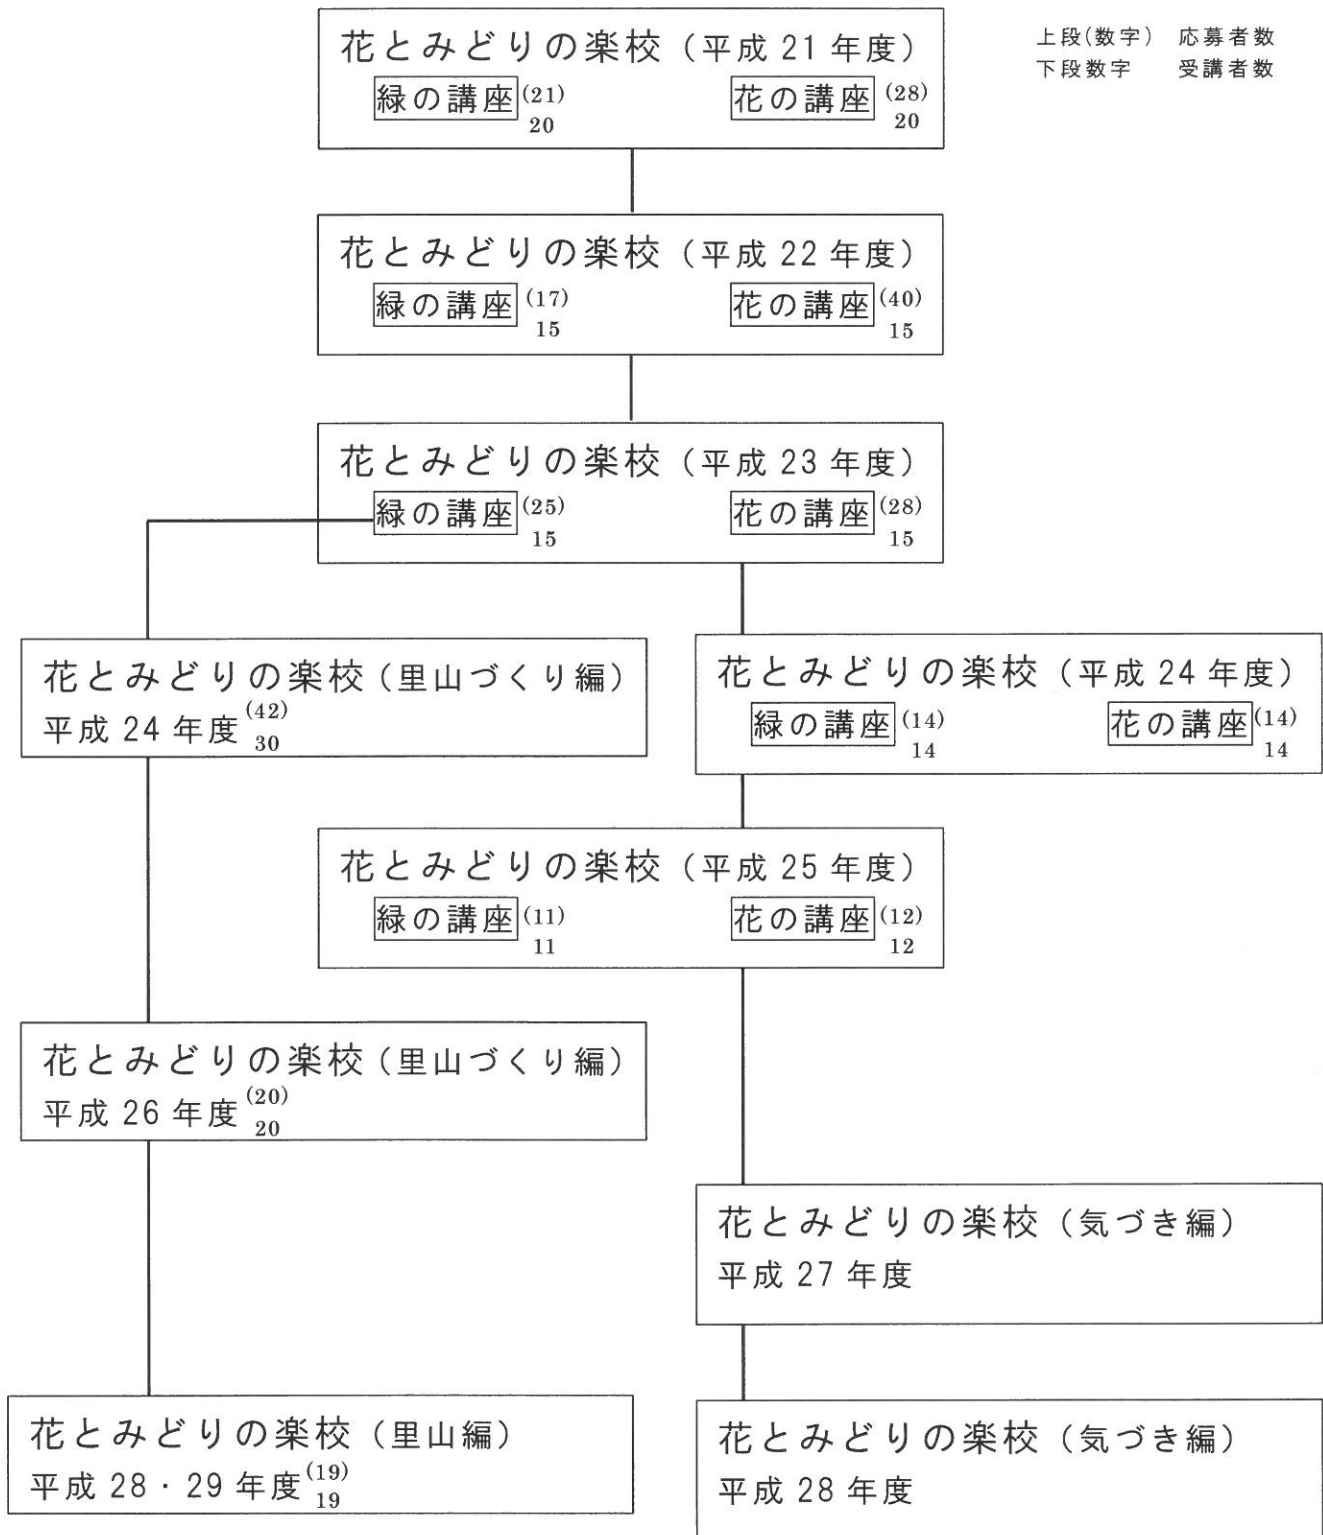 上段(数字) 応募者数
下段数字 受講者数
花とみどりの楽校(平成21年度)
緑の講座(21) 花の講座(28)
20 20
花とみどりの楽校(平成22年度)
緑の講座(17) 花の講座(40)
15 15
花とみどりの楽校(平成23年度)
緑の講座(25) 花の講座(28)
15 15
花とみどりの楽校(里山づくり編)
平成24年度(42)
30
花とみどりの楽校(平成24年度)
緑の講座(14) 花の講座(14)
14 14
花とみどりの楽校(平成25年度)
緑の講座(11) 花の講座(12)
11 12
花とみどりの楽校(里山づくり編)
平成26年度(20)
20
花とみどりの楽校(気づき編)
平成27年度
花とみどりの楽校(里山編)
平成28・29年度(19)
19
花とみどりの楽校(気づき編)
平成28年度